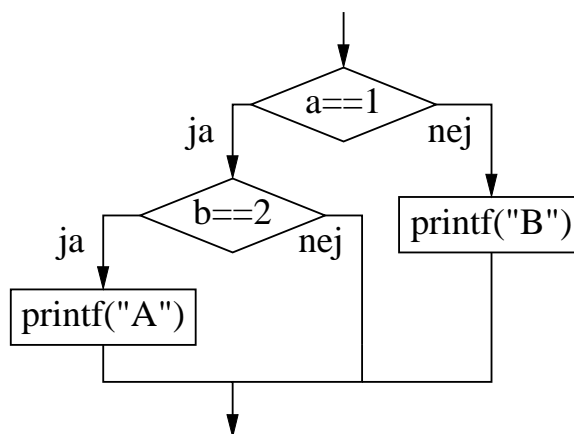 a==1
ja
nej
b==2
printf("B")
ja
nej
printf("A")